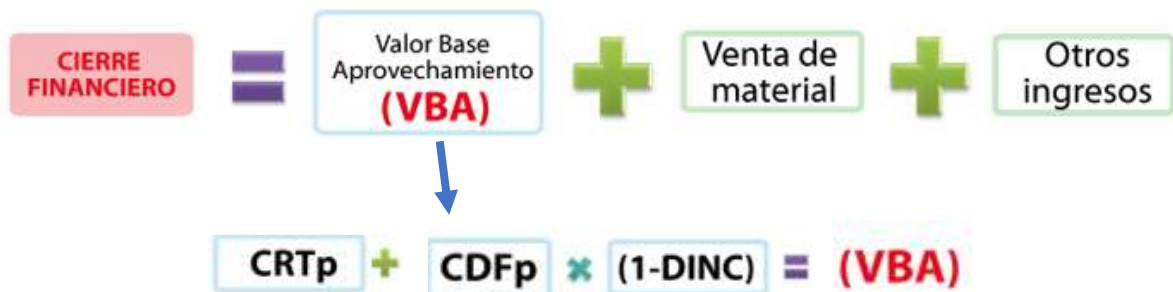 CIERRE
FINANCIERO
=
Valor Base
Aprovechamiento
(VBA)
+
Venta de
material
+
Otros
ingresos
CRTp + CDFp × (1-DINC) = (VBA)